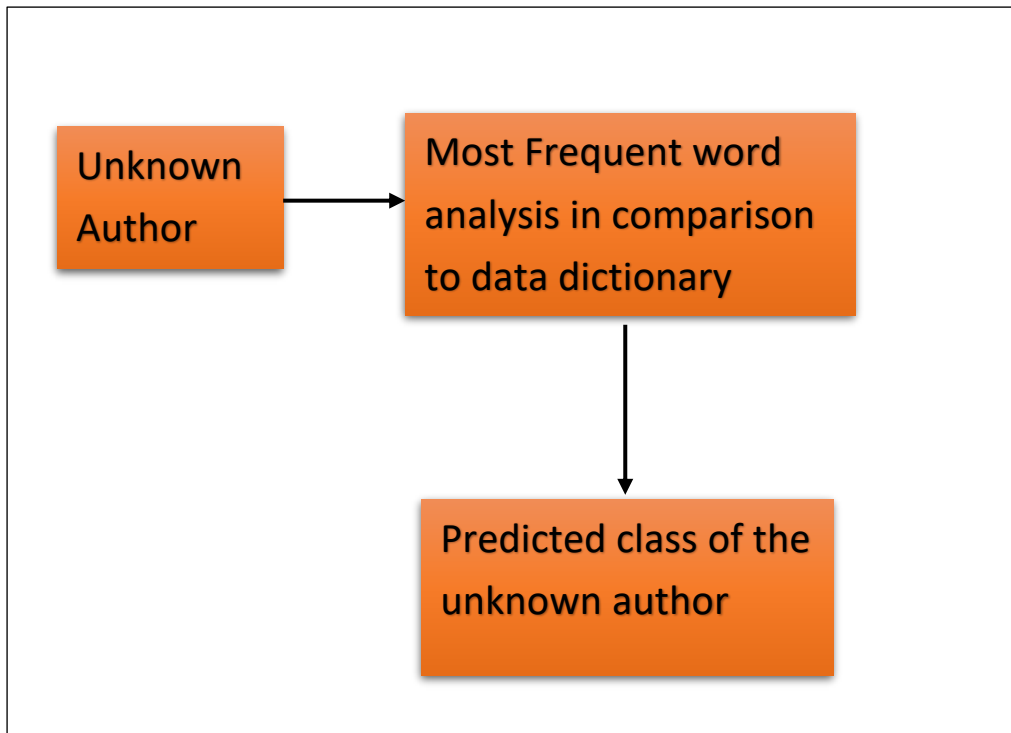 Unknown
Author
Most Frequent word
analysis in comparison
to data dictionary
Predicted class of the
unknown author